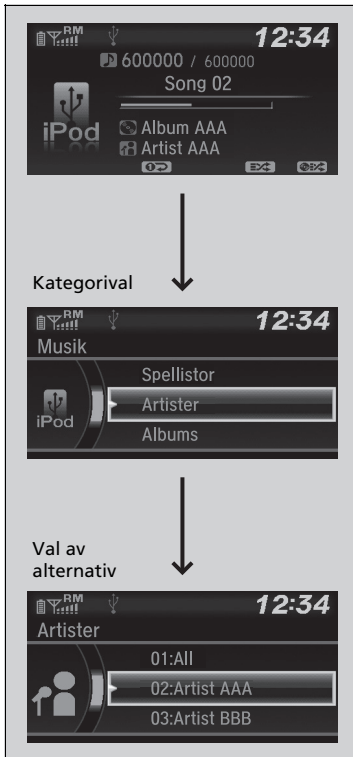 RM 12:34
600000 / 600000
Song 02
iPod
Album AAA
Artist AAA
Kategorival
RM 12:34
Musik
iPod
Spellistor
Artister
Albums
Val av
alternativ
RM 12:34
Artister
01:All
02:Artist AAA
03:Artist BBB